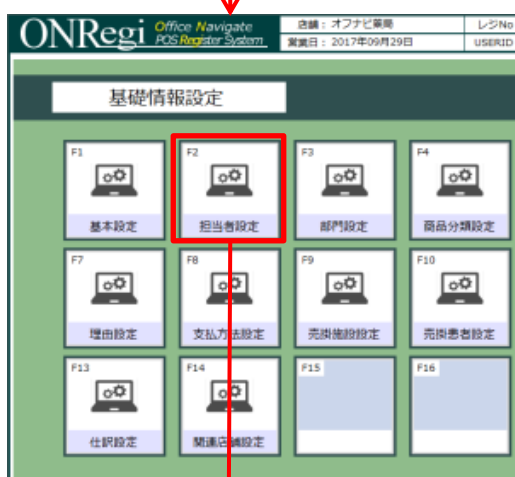 ONRegi Office Navigate POS Register System
店舗：オフナビ薬局 レジNo
営業日：2017年09月29日 USERID
基礎情報設定
F1 F2 F3 F4
基本設定 担当者設定 部門設定 商品分類設定
F7 F8 F9 F10
理由設定 支払方法設定 売掛施設設定 売掛患者設定
F13 F14 F15 F16
仕訳設定 関連店舗設定